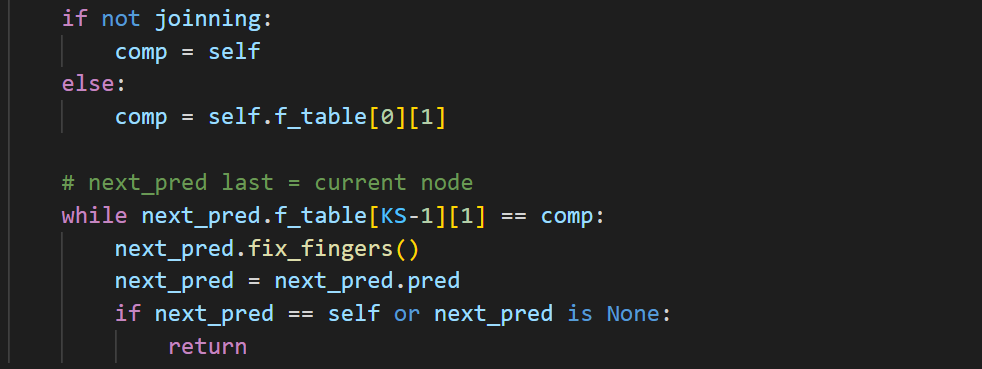 if not joinning:
    comp = self
else:
    comp = self.f_table[0][1]

# next_pred last = current node
while next_pred.f_table[KS-1][1] == comp:
    next_pred.fix_fingers()
    next_pred = next_pred.pred
    if next_pred == self or next_pred is None:
        return